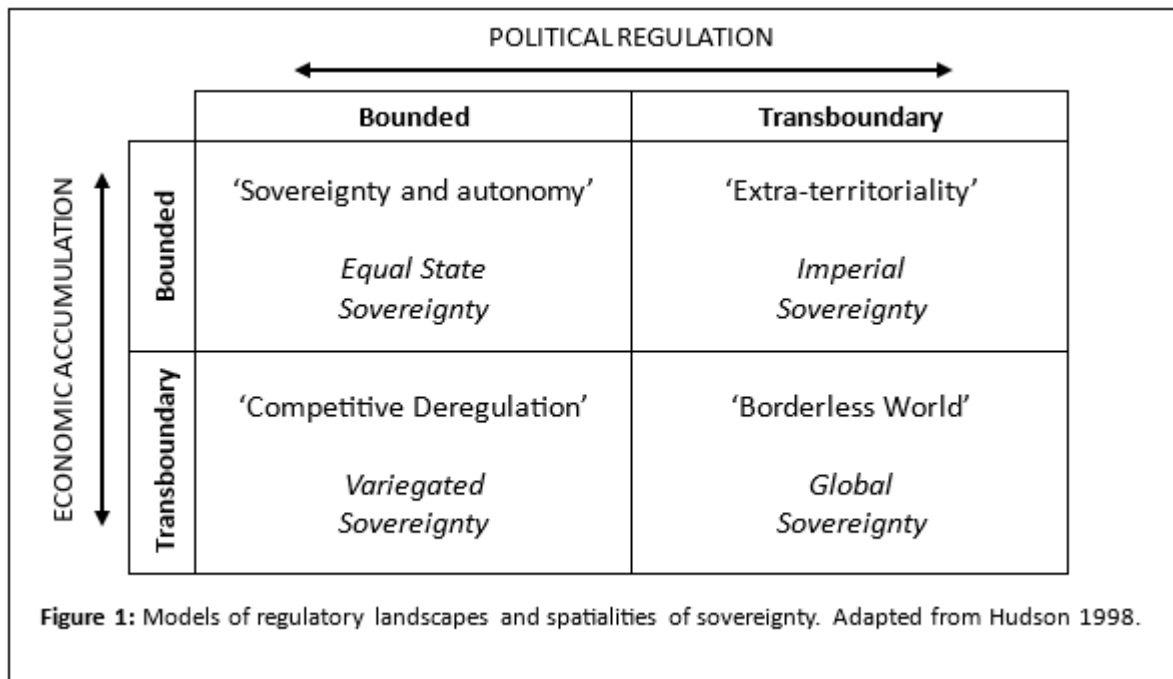 POLITICAL REGULATION
Bounded
Transboundary
ECONOMIC ACCUMULATION
Bounded
‘Sovereignty and autonomy’
Equal State
Sovereignty
‘Extra-territoriality’
Imperial
Sovereignty
Transboundary
‘Competitive Deregulation’
Variegated
Sovereignty
‘Borderless World’
Global
Sovereignty
Figure 1: Models of regulatory landscapes and spatialities of sovereignty. Adapted from Hudson 1998.